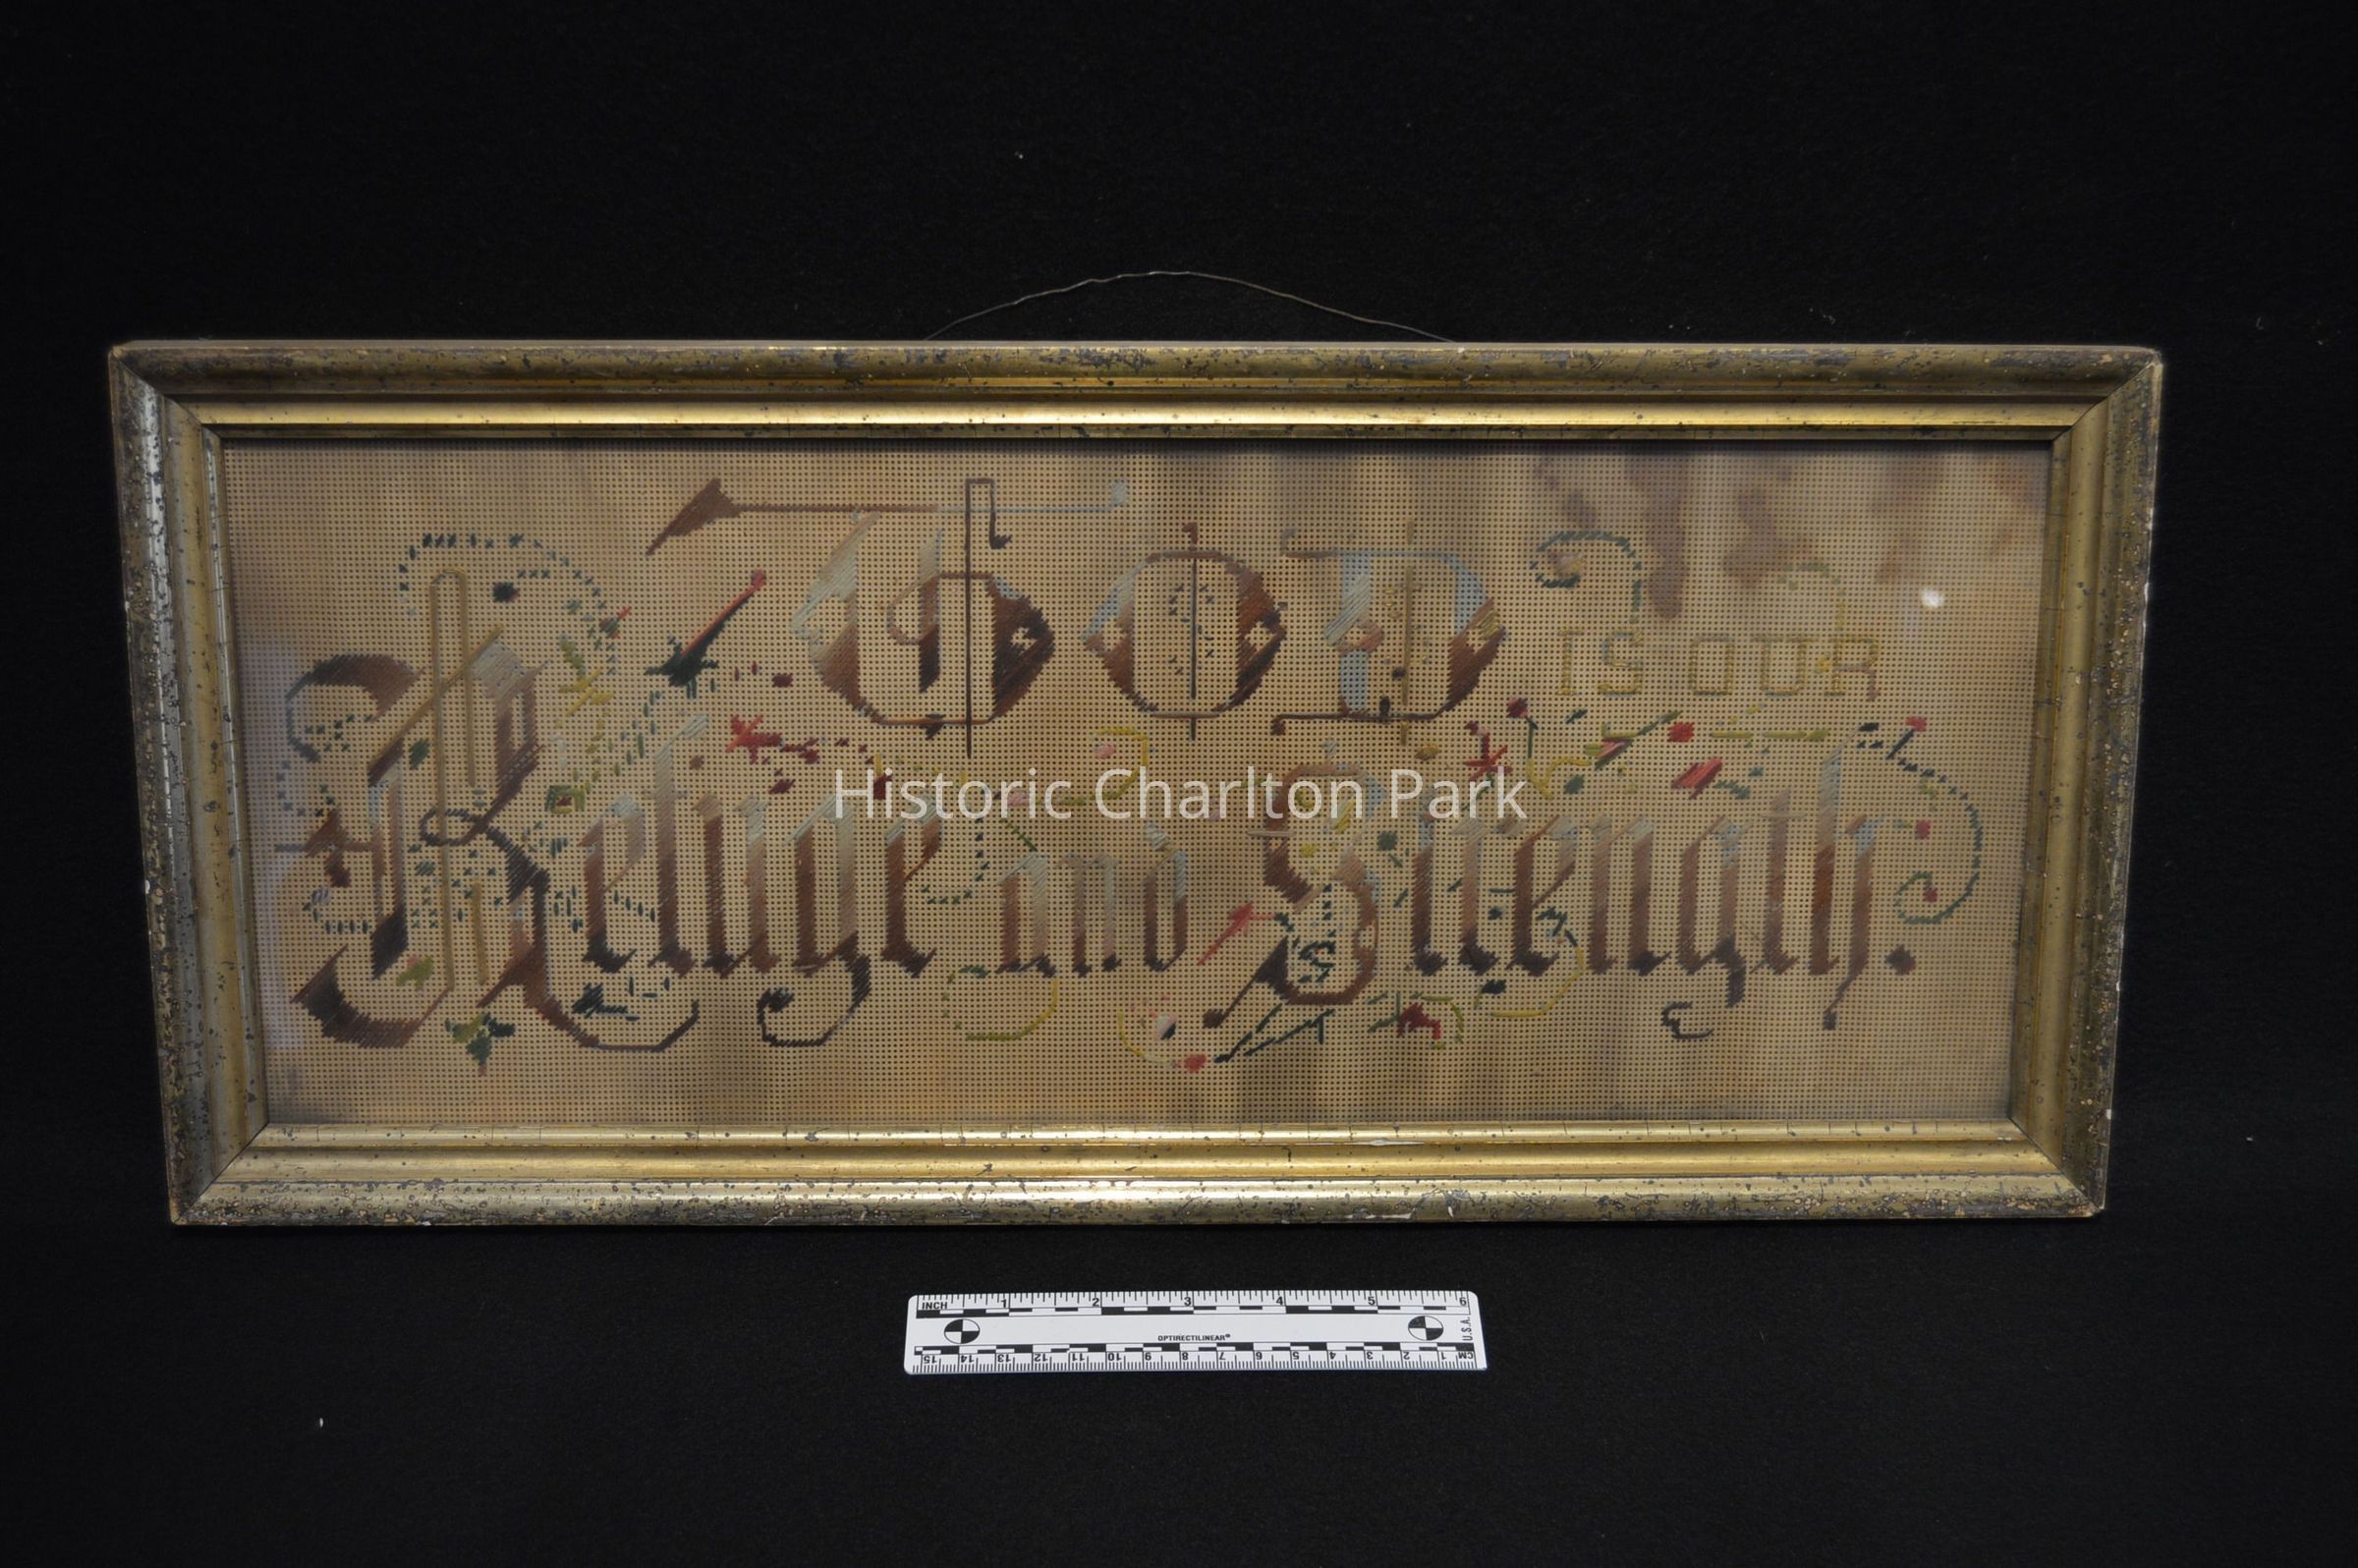 GOD IS OUR
Refuge and Strength.
Historic Charlton Park
INCH 1 2 3 4 5 6
U.S.A.
OPTIRECTILINEAR®
15 14 13 12 11 10 9 8 7 6 5 4 3 2 1 CM